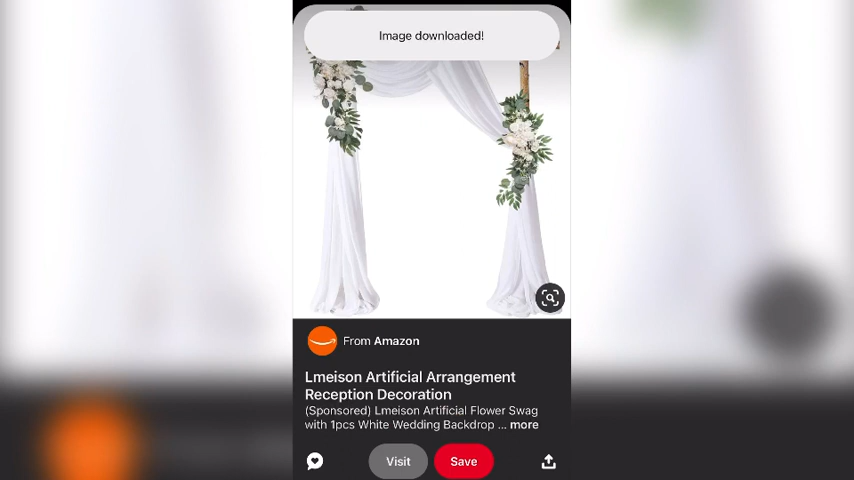 Image downloaded!
From Amazon
Lmeison Artificial Arrangement
Reception Decoration
(Sponsored) Lmeison Artificial Flower Swag
with 1pcs White Wedding Backdrop ... more
Visit
Save